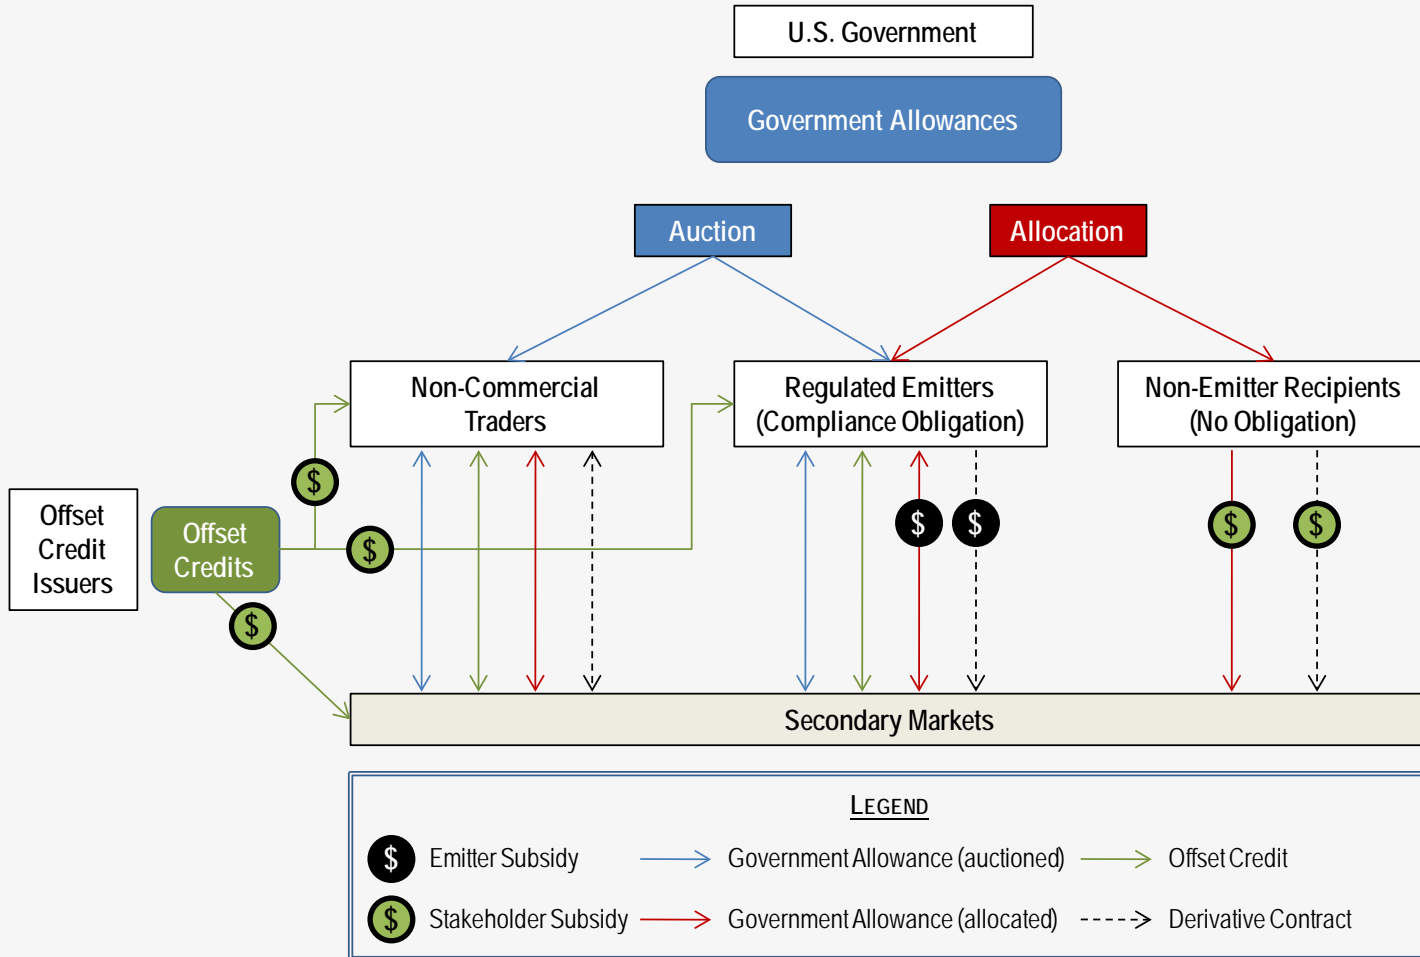 U.S. Government
Government Allowances
Auction
Allocation
Non-Commercial
Traders
Regulated Emitters
(Compliance Obligation)
Non-Emitter Recipients
(No Obligation)
$
$
$
$
$
Offset
Credit
Issuers
Offset
Credits
$
$
Secondary Markets
LEGEND
$ Emitter Subsidy
Government Allowance (auctioned)
Offset Credit
$ Stakeholder Subsidy
Government Allowance (allocated)
Derivative Contract